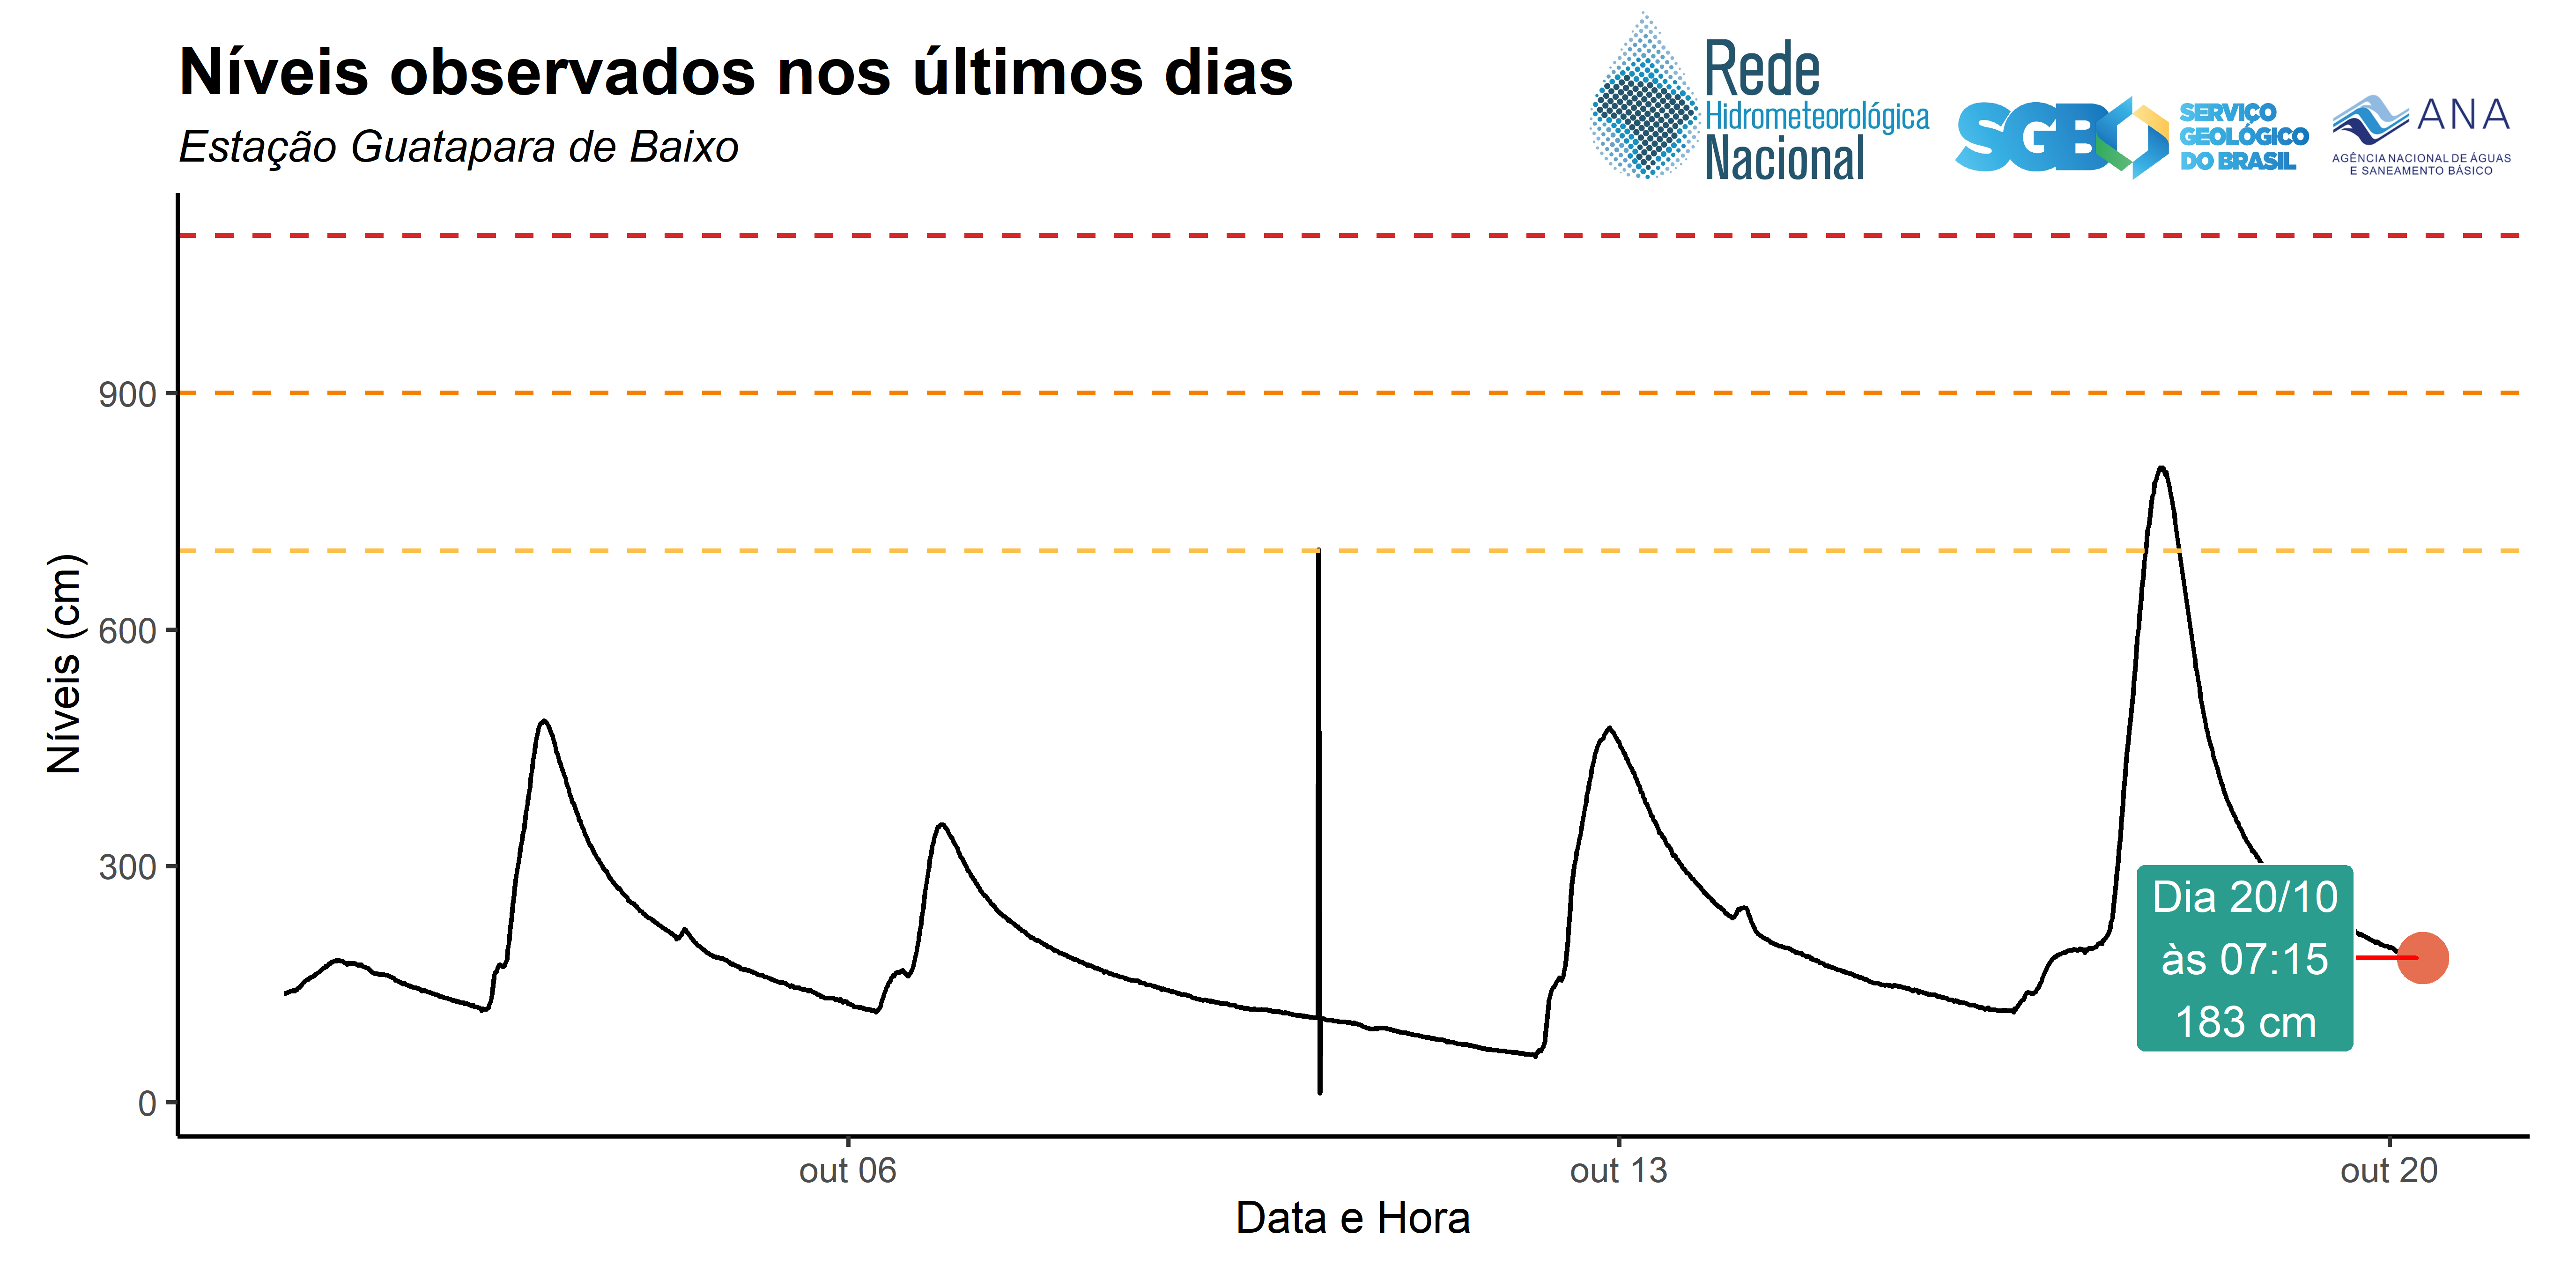 Níveis observados nos últimos dias
Estação Guatapara de Baixo
Rede
Hidrometeorológica
Nacional
SGB
SERVIÇO
GEOLÓGICO
DO BRASIL
ANA
AGÊNCIA NACIONAL DE ÁGUAS
E SANEAMENTO BÁSICO
Níveis (cm)
900
600
300
0
Dia 20/10
às 07:15
183 cm
out 06
out 13
out 20
Data e Hora